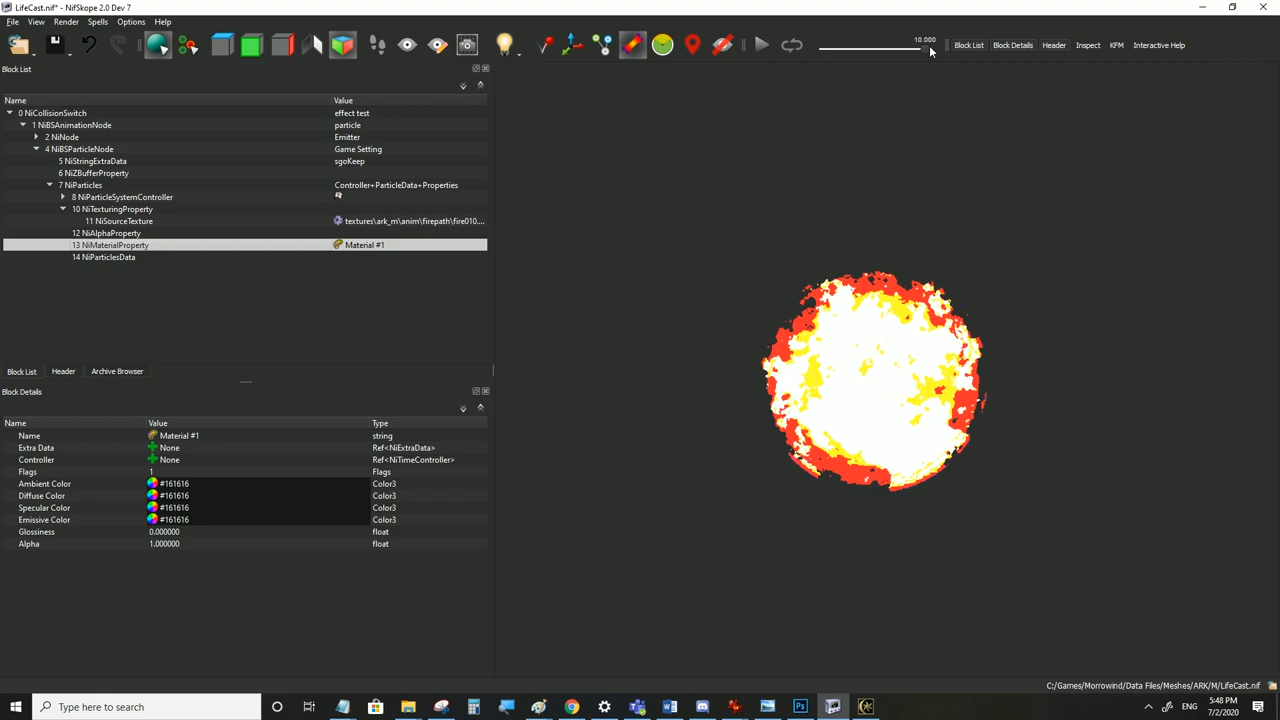 LifeCast.nif* - NifSkope 2.0 Dev 7
File View Render Spells Options Help
10.000
Block List Block Details Header Inspect KFM Interactive Help
Block List
Name Value
0 NiCollisionSwitch effect test
1 NiBSAnimationNode particle
2 NiNode Emitter
4 NiBSParticleNode Game Setting
5 NiStringExtraData sgoKeep
6 NiZBufferProperty
7 NiParticles Controller+ParticleData+Properties
8 NiParticleSystemController
10 NiTexturingProperty
11 NiSourceTexture textures\ark_m\anim\firepath\fire010....
12 NiAlphaProperty
13 NiMaterialProperty Material #1
14 NiParticlesData
Block List Header Archive Browser
Block Details
Name Value Type
Name Material #1 string
Extra Data None Ref<NiExtraData>
Controller None Ref<NiTimeController>
Flags 1 Flags
Ambient Color #161616 Color3
Diffuse Color #161616 Color3
Specular Color #161616 Color3
Emissive Color #161616 Color3
Glossiness 0.000000 float
Alpha 1.000000 float
C:/Games/Morrowind/Data Files/Meshes/ARK/M/LifeCast.nif
Type here to search
ENG
5:48 PM
7/2/2020